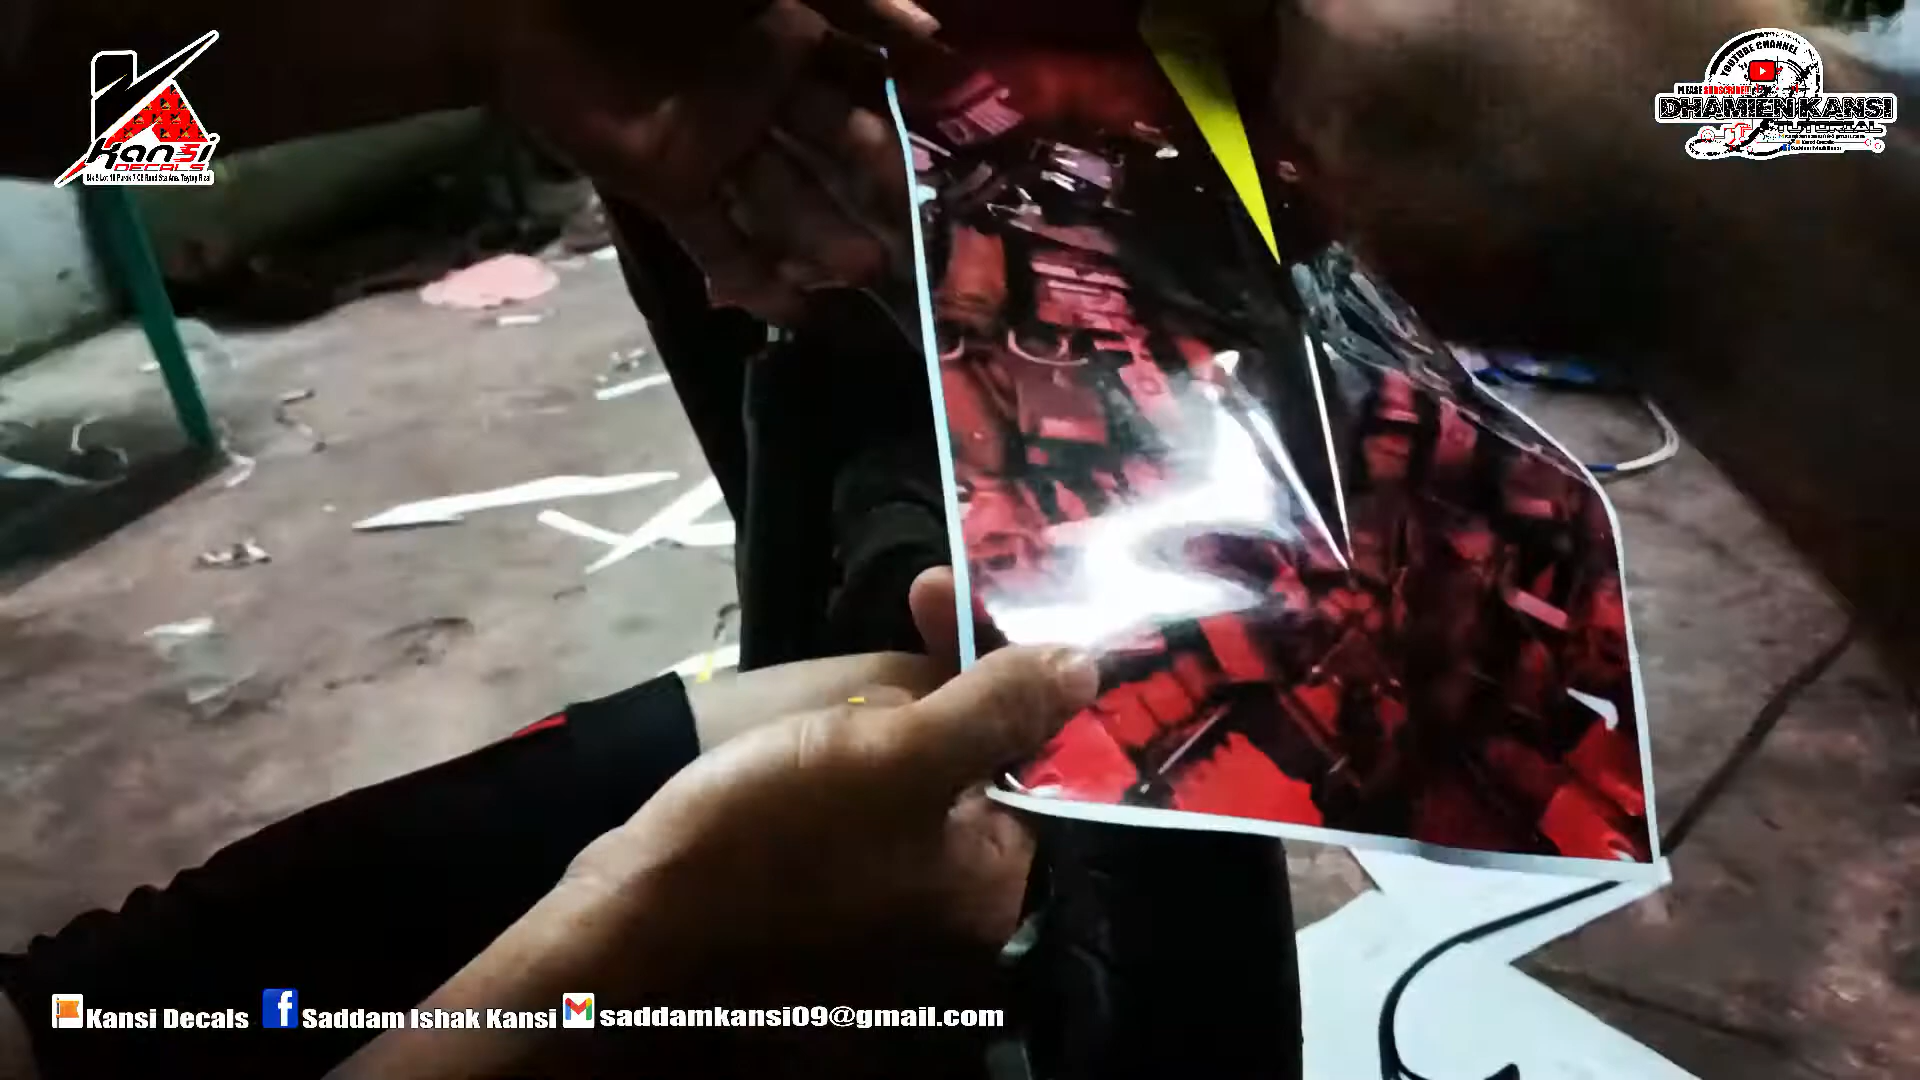 Kansi
DECALS
YOUTUBE CHANNEL
PLEASE SUBSCRIBE!!!
DHAMIEN KANSI
TUTORIAL
Kansi Decals
Saddam Ishak Kansi
saddamkansi09@gmail.com